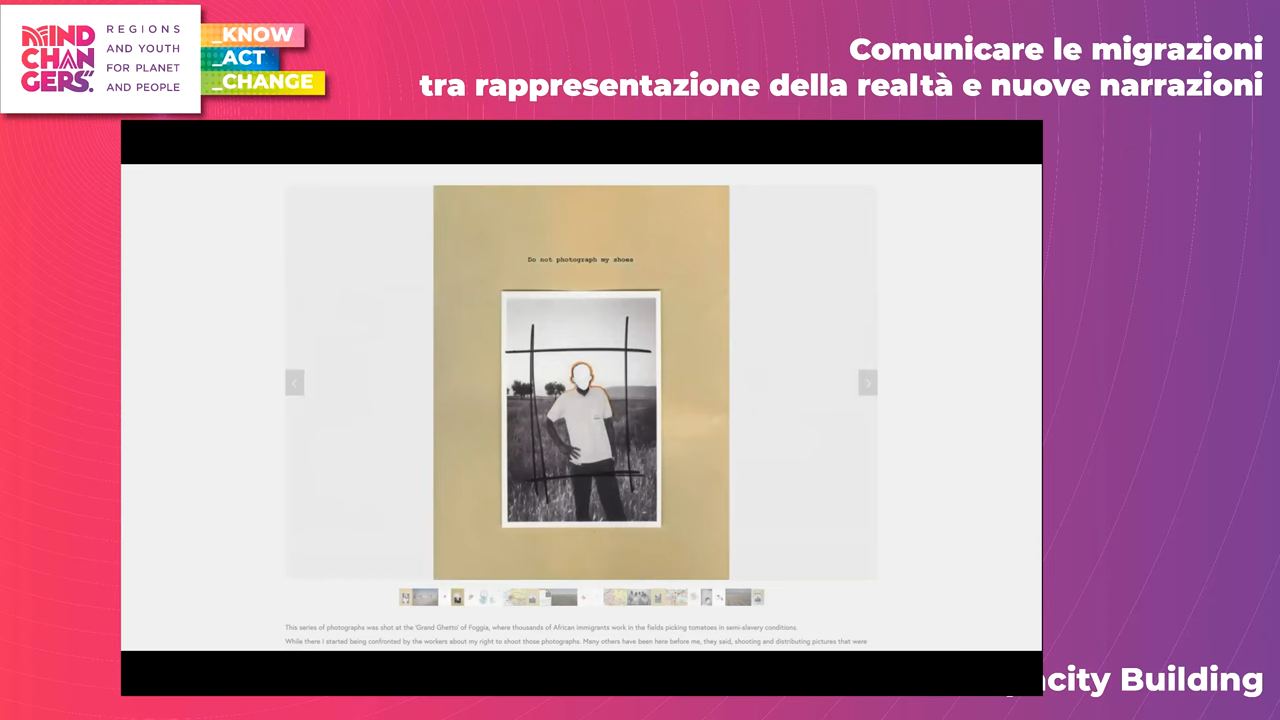 MIND
CHAN
GERS
REGIONS
AND YOUTH
FOR PLANET
AND PEOPLE
_KNOW
_ACT
_CHANGE
Comunicare le migrazioni
tra rappresentazione della realtà e nuove narrazioni
Do not photograph my shoes
This series of photographs was shot at the 'Grand Ghetto' of Foggia, where thousands of African immigrants work in the fields picking tomatoes in semi-slavery conditions.
While there I started being confronted by the workers about my right to shoot those photographs. Many others have been here before me, they said, shooting and distributing pictures that were
acity Building